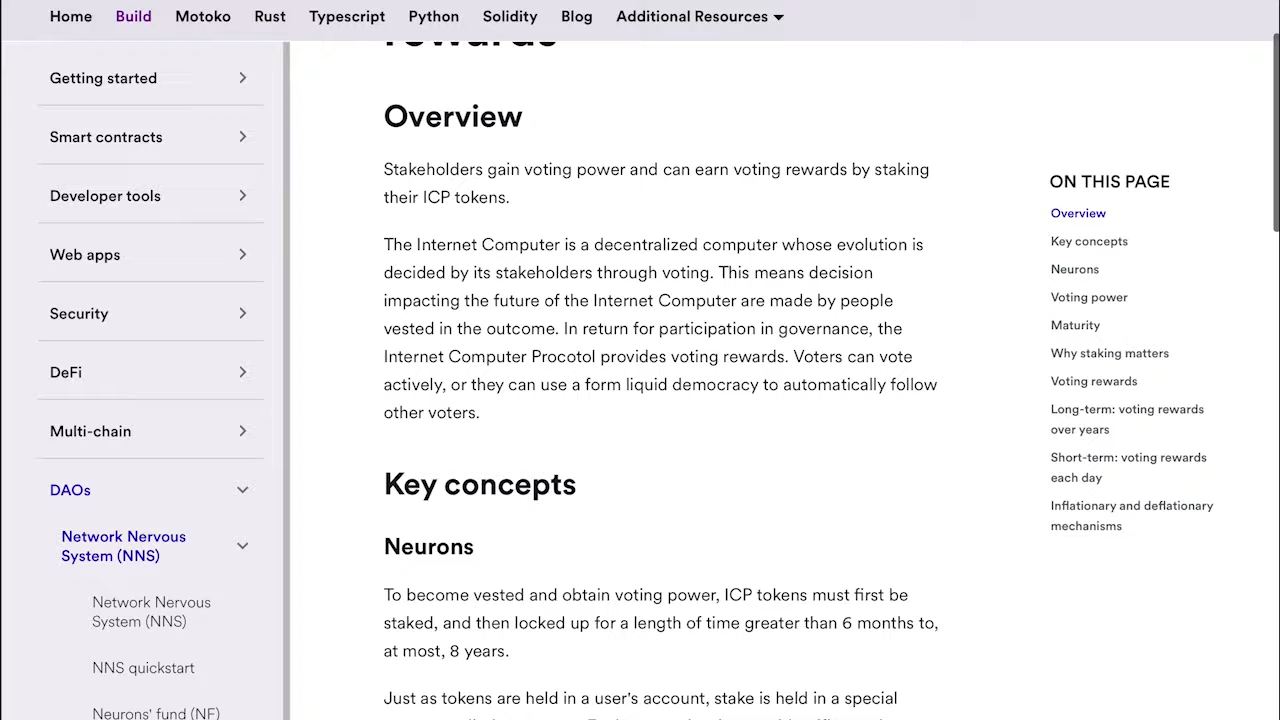 Home Build Motoko Rust Typescript Python Solidity Blog Additional Resources
Getting started
Smart contracts
Developer tools
Web apps
Security
DeFi
Multi-chain
DAOs
Network Nervous
System (NNS)
Network Nervous
System (NNS)
NNS quickstart
Neurons' fund (NF)
rewards
Overview
Stakeholders gain voting power and can earn voting rewards by staking
their ICP tokens.
The Internet Computer is a decentralized computer whose evolution is
decided by its stakeholders through voting. This means decision
impacting the future of the Internet Computer are made by people
vested in the outcome. In return for participation in governance, the
Internet Computer Procotol provides voting rewards. Voters can vote
actively, or they can use a form liquid democracy to automatically follow
other voters.
Key concepts
Neurons
To become vested and obtain voting power, ICP tokens must first be
staked, and then locked up for a length of time greater than 6 months to,
at most, 8 years.
Just as tokens are held in a user's account, stake is held in a special
ON THIS PAGE
Overview
Key concepts
Neurons
Voting power
Maturity
Why staking matters
Voting rewards
Long-term: voting rewards
over years
Short-term: voting rewards
each day
Inflationary and deflationary
mechanisms